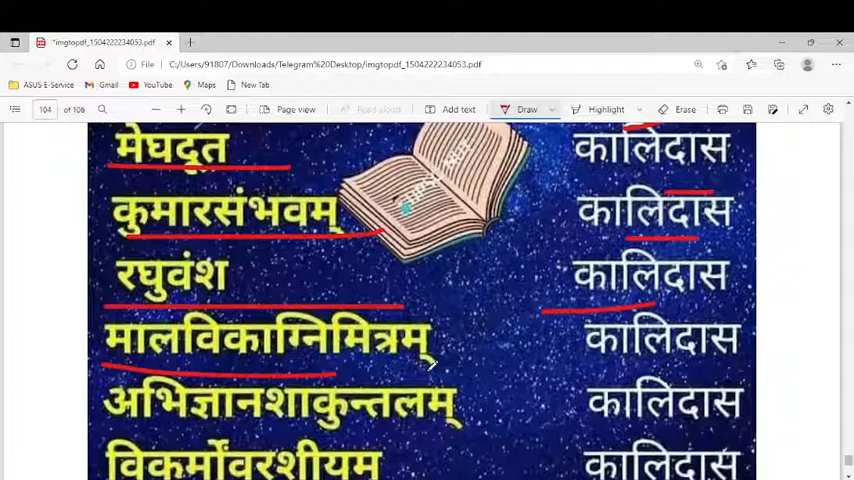 *imgtopdf_1504222234053.pdf
File C:/Users/91807/Downloads/Telegram%20Desktop/imgtopdf_1504222234053.pdf
ASUS E-Service Gmail YouTube Maps New Tab
104 of 106 Page view Read aloud Add text Draw Highlight Erase
मेघदूत कालिदास
कुमारसंभवम् कालिदास
रघुवंश कालिदास
मालविकाग्निमित्रम् कालिदास
अभिज्ञानशाकुन्तलम् कालिदास
विकर्मोवरशीयम कालिदास